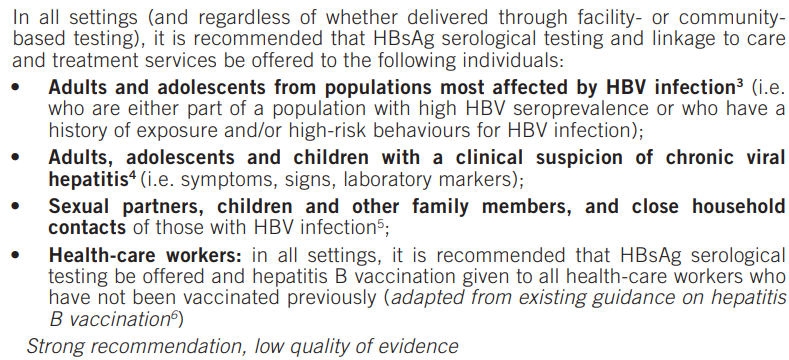 In all settings (and regardless of whether delivered through facility- or community-
based testing), it is recommended that HBsAg serological testing and linkage to care
and treatment services be offered to the following individuals:
• Adults and adolescents from populations most affected by HBV infection³ (i.e.
who are either part of a population with high HBV seroprevalence or who have a
history of exposure and/or high-risk behaviours for HBV infection);
• Adults, adolescents and children with a clinical suspicion of chronic viral
hepatitis⁴ (i.e. symptoms, signs, laboratory markers);
• Sexual partners, children and other family members, and close household
contacts of those with HBV infection⁵;
• Health-care workers: in all settings, it is recommended that HBsAg serological
testing be offered and hepatitis B vaccination given to all health-care workers who
have not been vaccinated previously (adapted from existing guidance on hepatitis
B vaccination⁶)
Strong recommendation, low quality of evidence